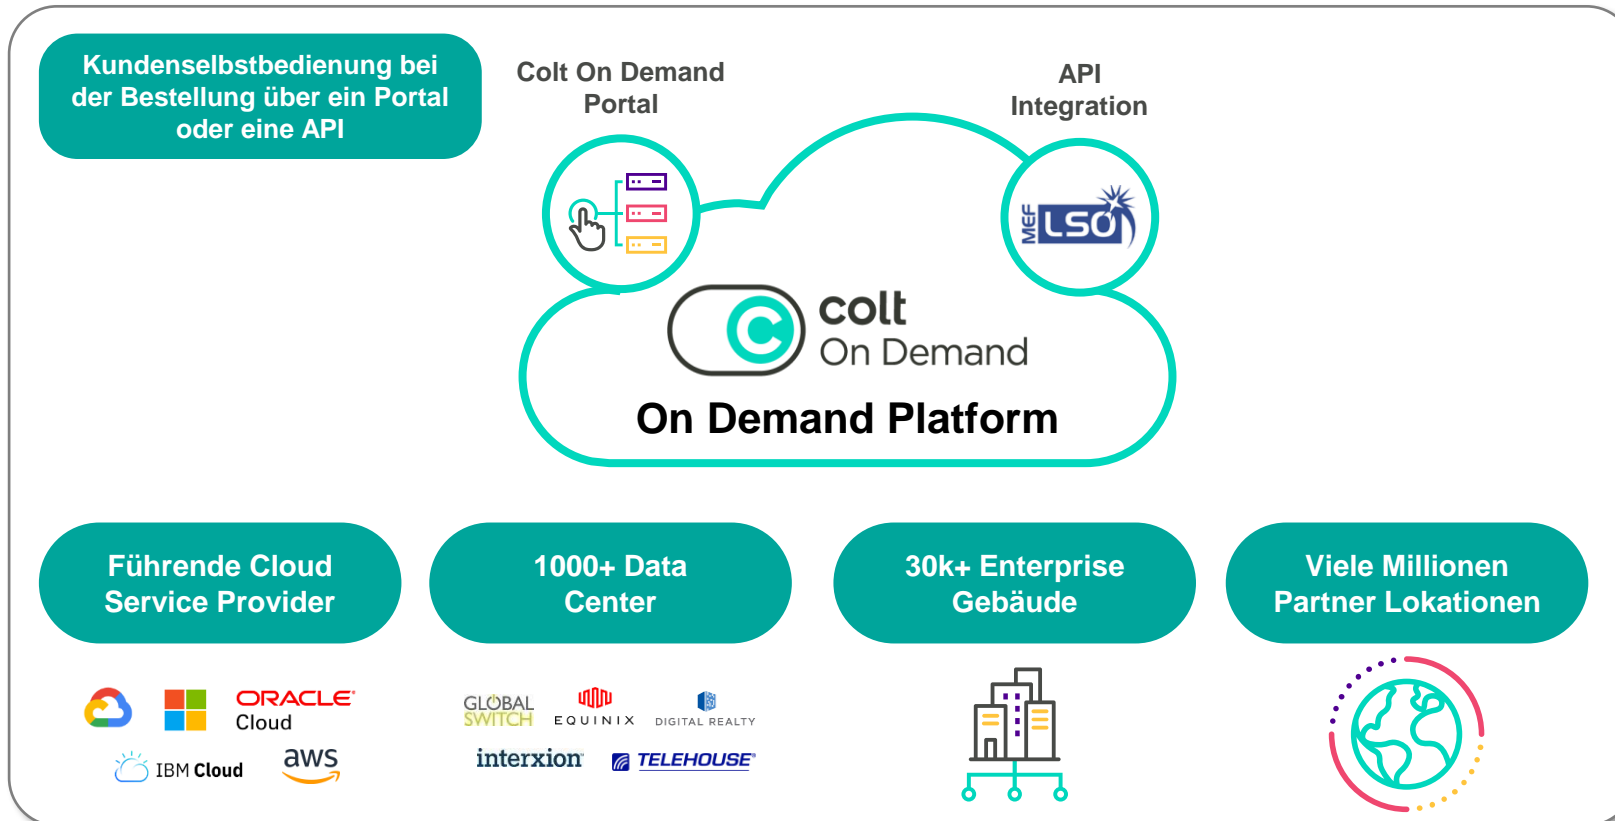 Kundenselbstbedienung bei
der Bestellung über ein Portal
oder eine API
Colt On Demand
Portal
API
Integration
MEF
LSO
C
colt
On Demand
On Demand Platform
Führende Cloud
Service Provider
1000+ Data
Center
30k+ Enterprise
Gebäude
Viele Millionen
Partner Lokationen
ORACLE
Cloud
IBM Cloud
aws
GLOBAL
SWITCH
EQUINIX
DIGITAL REALTY
interxion
TELEHOUSE